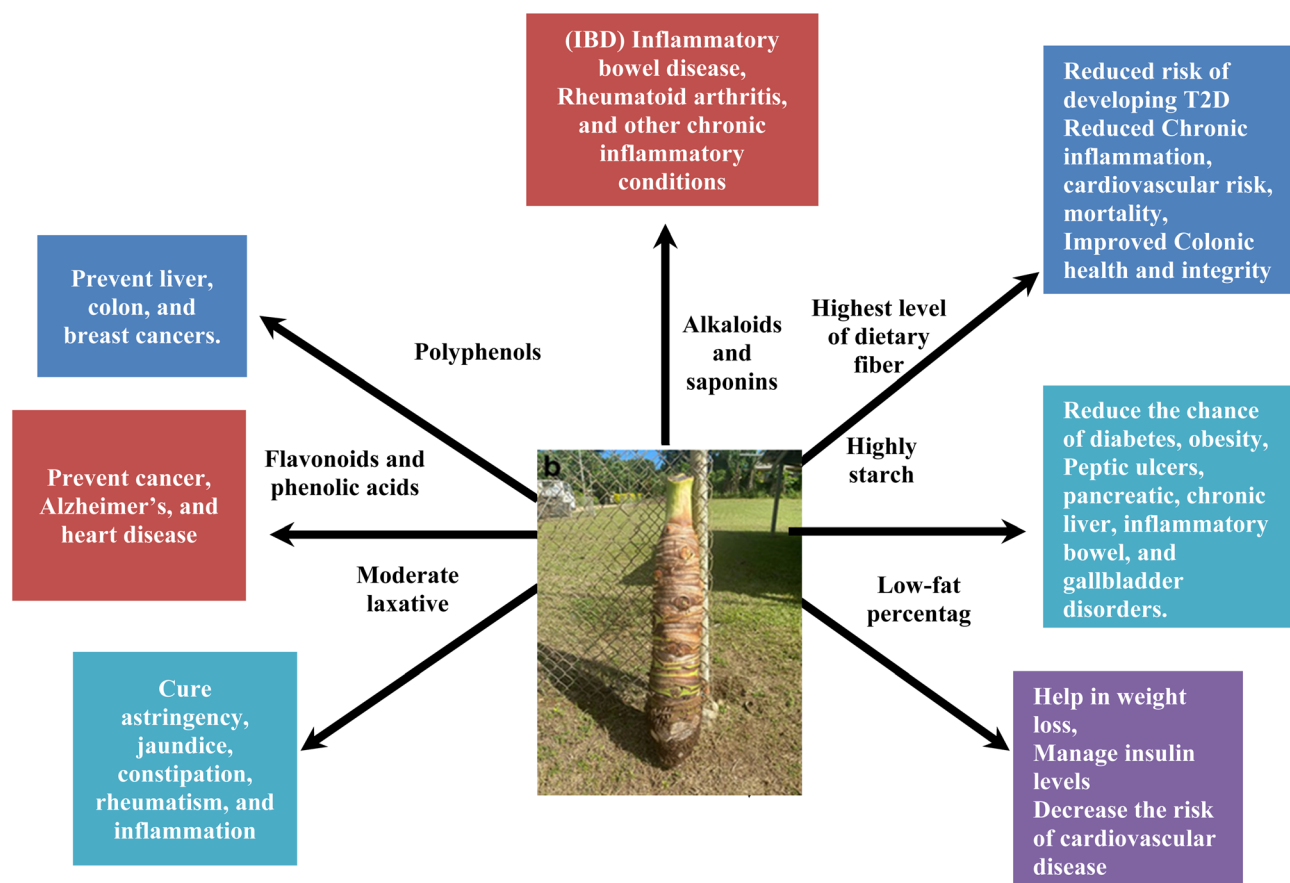 (IBD) Inflammatory
bowel disease,
Rheumatoid arthritis,
and other chronic
inflammatory
conditions
Reduced risk of
developing T2D
Reduced Chronic
inflammation,
cardiovascular risk,
mortality,
Improved Colonic
health and integrity
Prevent liver,
colon, and
breast cancers.
Polyphenols
Alkaloids
and
saponins
Highest level
of dietary
fiber
Prevent cancer,
Alzheimer’s, and
heart disease
Flavonoids and
phenolic acids
Highly
starch
Reduce the chance
of diabetes, obesity,
Peptic ulcers,
pancreatic, chronic
liver, inflammatory
bowel, and
gallbladder
disorders.
b
Moderate
laxative
Low-fat
percentag
Cure
astringency,
jaundice,
constipation,
rheumatism, and
inflammation
Help in weight
loss,
Manage insulin
levels
Decrease the risk
of cardiovascular
disease